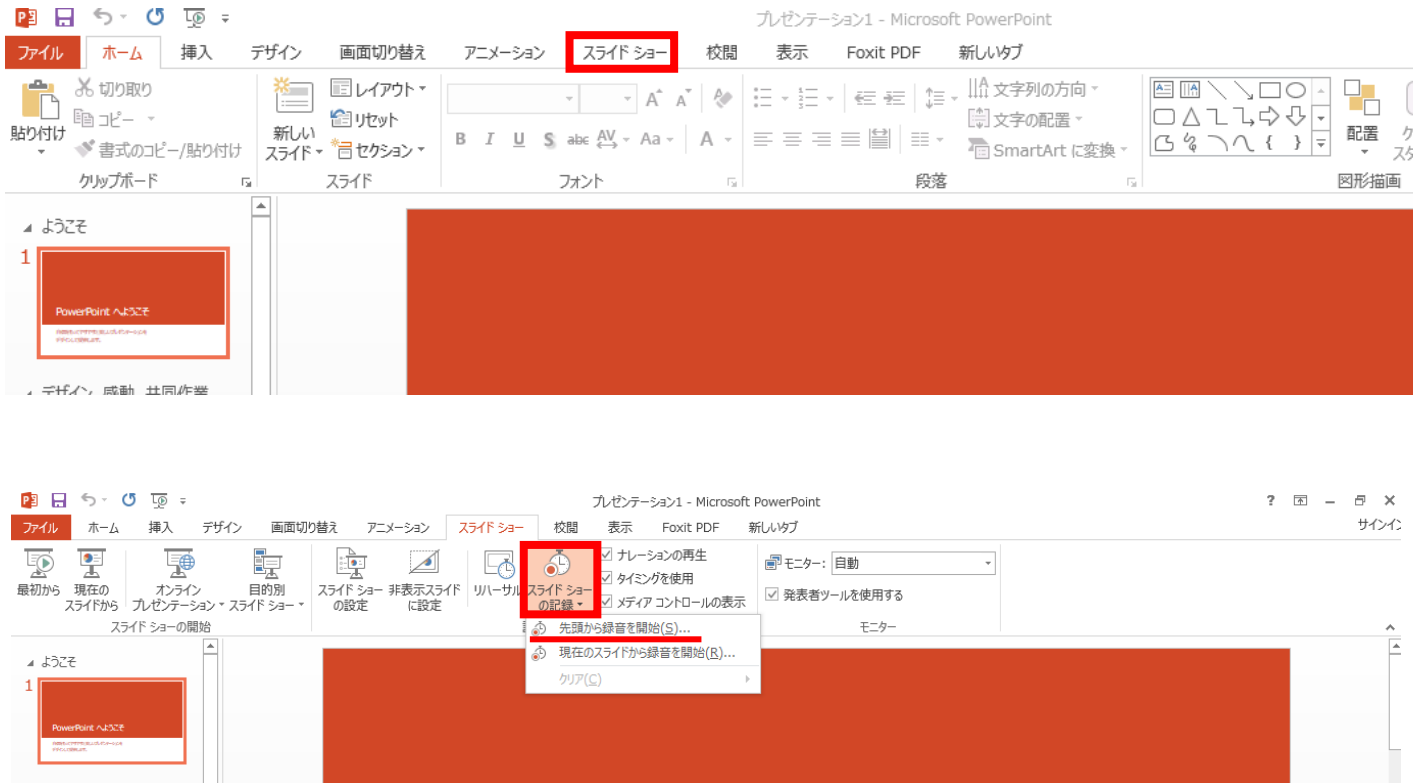 プレゼンテーション1 - Microsoft PowerPoint
ファイル ホーム 挿入 デザイン 画面切り替え アニメーション スライド ショー 校閲 表示 Foxit PDF 新しいタブ
貼り付け
切り取り
コピー
書式のコピー/貼り付け
クリップボード
新しい
スライド
レイアウト
リセット
セクション
スライド
B I U S abc AV Aa A
フォント
文字列の方向
文字の配置
SmartArt に変換
段落
配置
図形描画
ようこそ
1
PowerPoint へようこそ
デザイン、感動、共同作業
プレゼンテーション1 - Microsoft PowerPoint
ファイル ホーム 挿入 デザイン 画面切り替え アニメーション スライド ショー 校閲 表示 Foxit PDF 新しいタブ サインイン
最初から
現在の
スライドから
オンライン
プレゼンテーション
目的別
スライド ショー
スライド ショーの開始
スライド ショー
の設定
非表示スライド
に設定
リハーサル
スライド ショー
の記録
ナレーションの再生
タイミングを使用
メディア コントロールの表示
モニター: 自動
発表者ツールを使用する
モニター
先頭から録音を開始(S)...
現在のスライドから録音を開始(R)...
クリア(C)
ようこそ
1
PowerPoint へようこそ